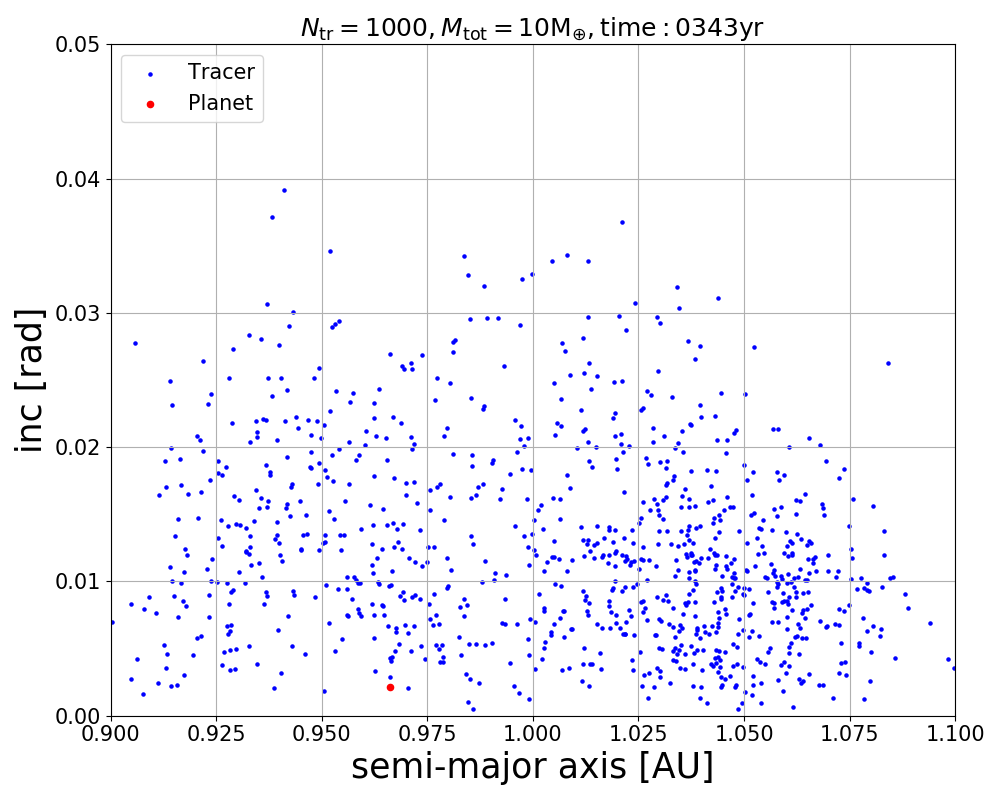 N_tr = 1000, M_tot = 10M_⊕, time : 0343yr
0.05
Tracer
Planet
0.04
0.03
0.02
0.01
0.00
inc [rad]
0.900 0.925 0.950 0.975 1.000 1.025 1.050 1.075 1.100
semi-major axis [AU]